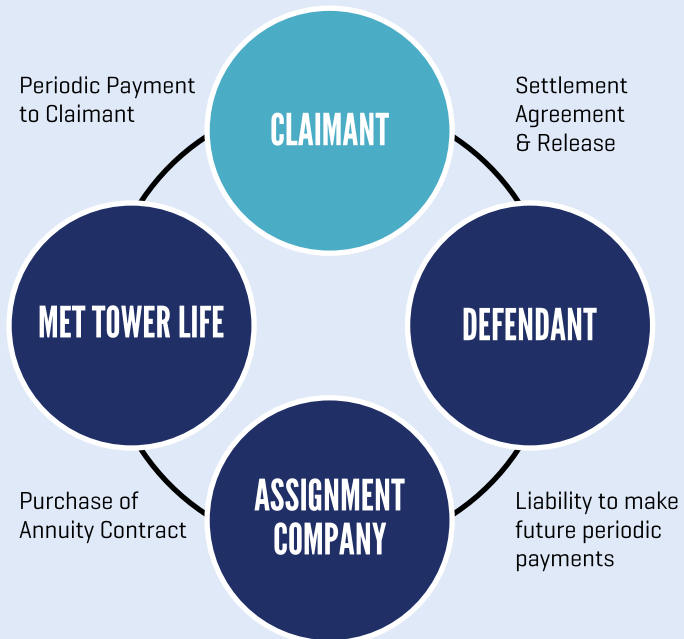 Periodic Payment
to Claimant
CLAIMANT
Settlement
Agreement
& Release
MET TOWER LIFE
DEFENDANT
Purchase of
Annuity Contract
ASSIGNMENT
COMPANY
Liability to make
future periodic
payments